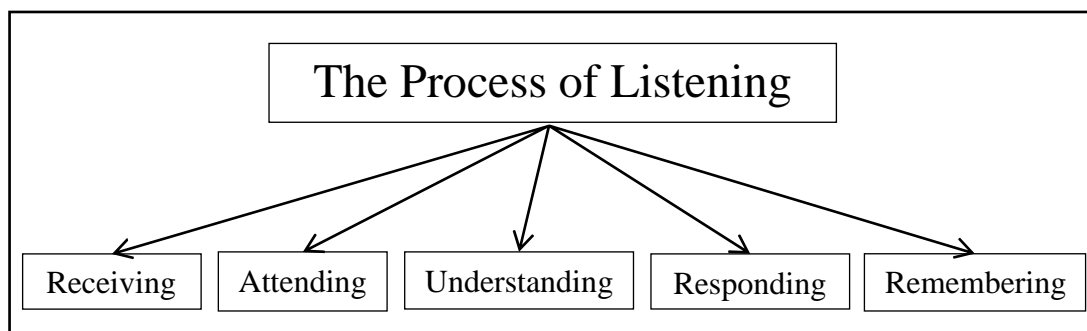 The Process of Listening
Receiving
Attending
Understanding
Responding
Remembering